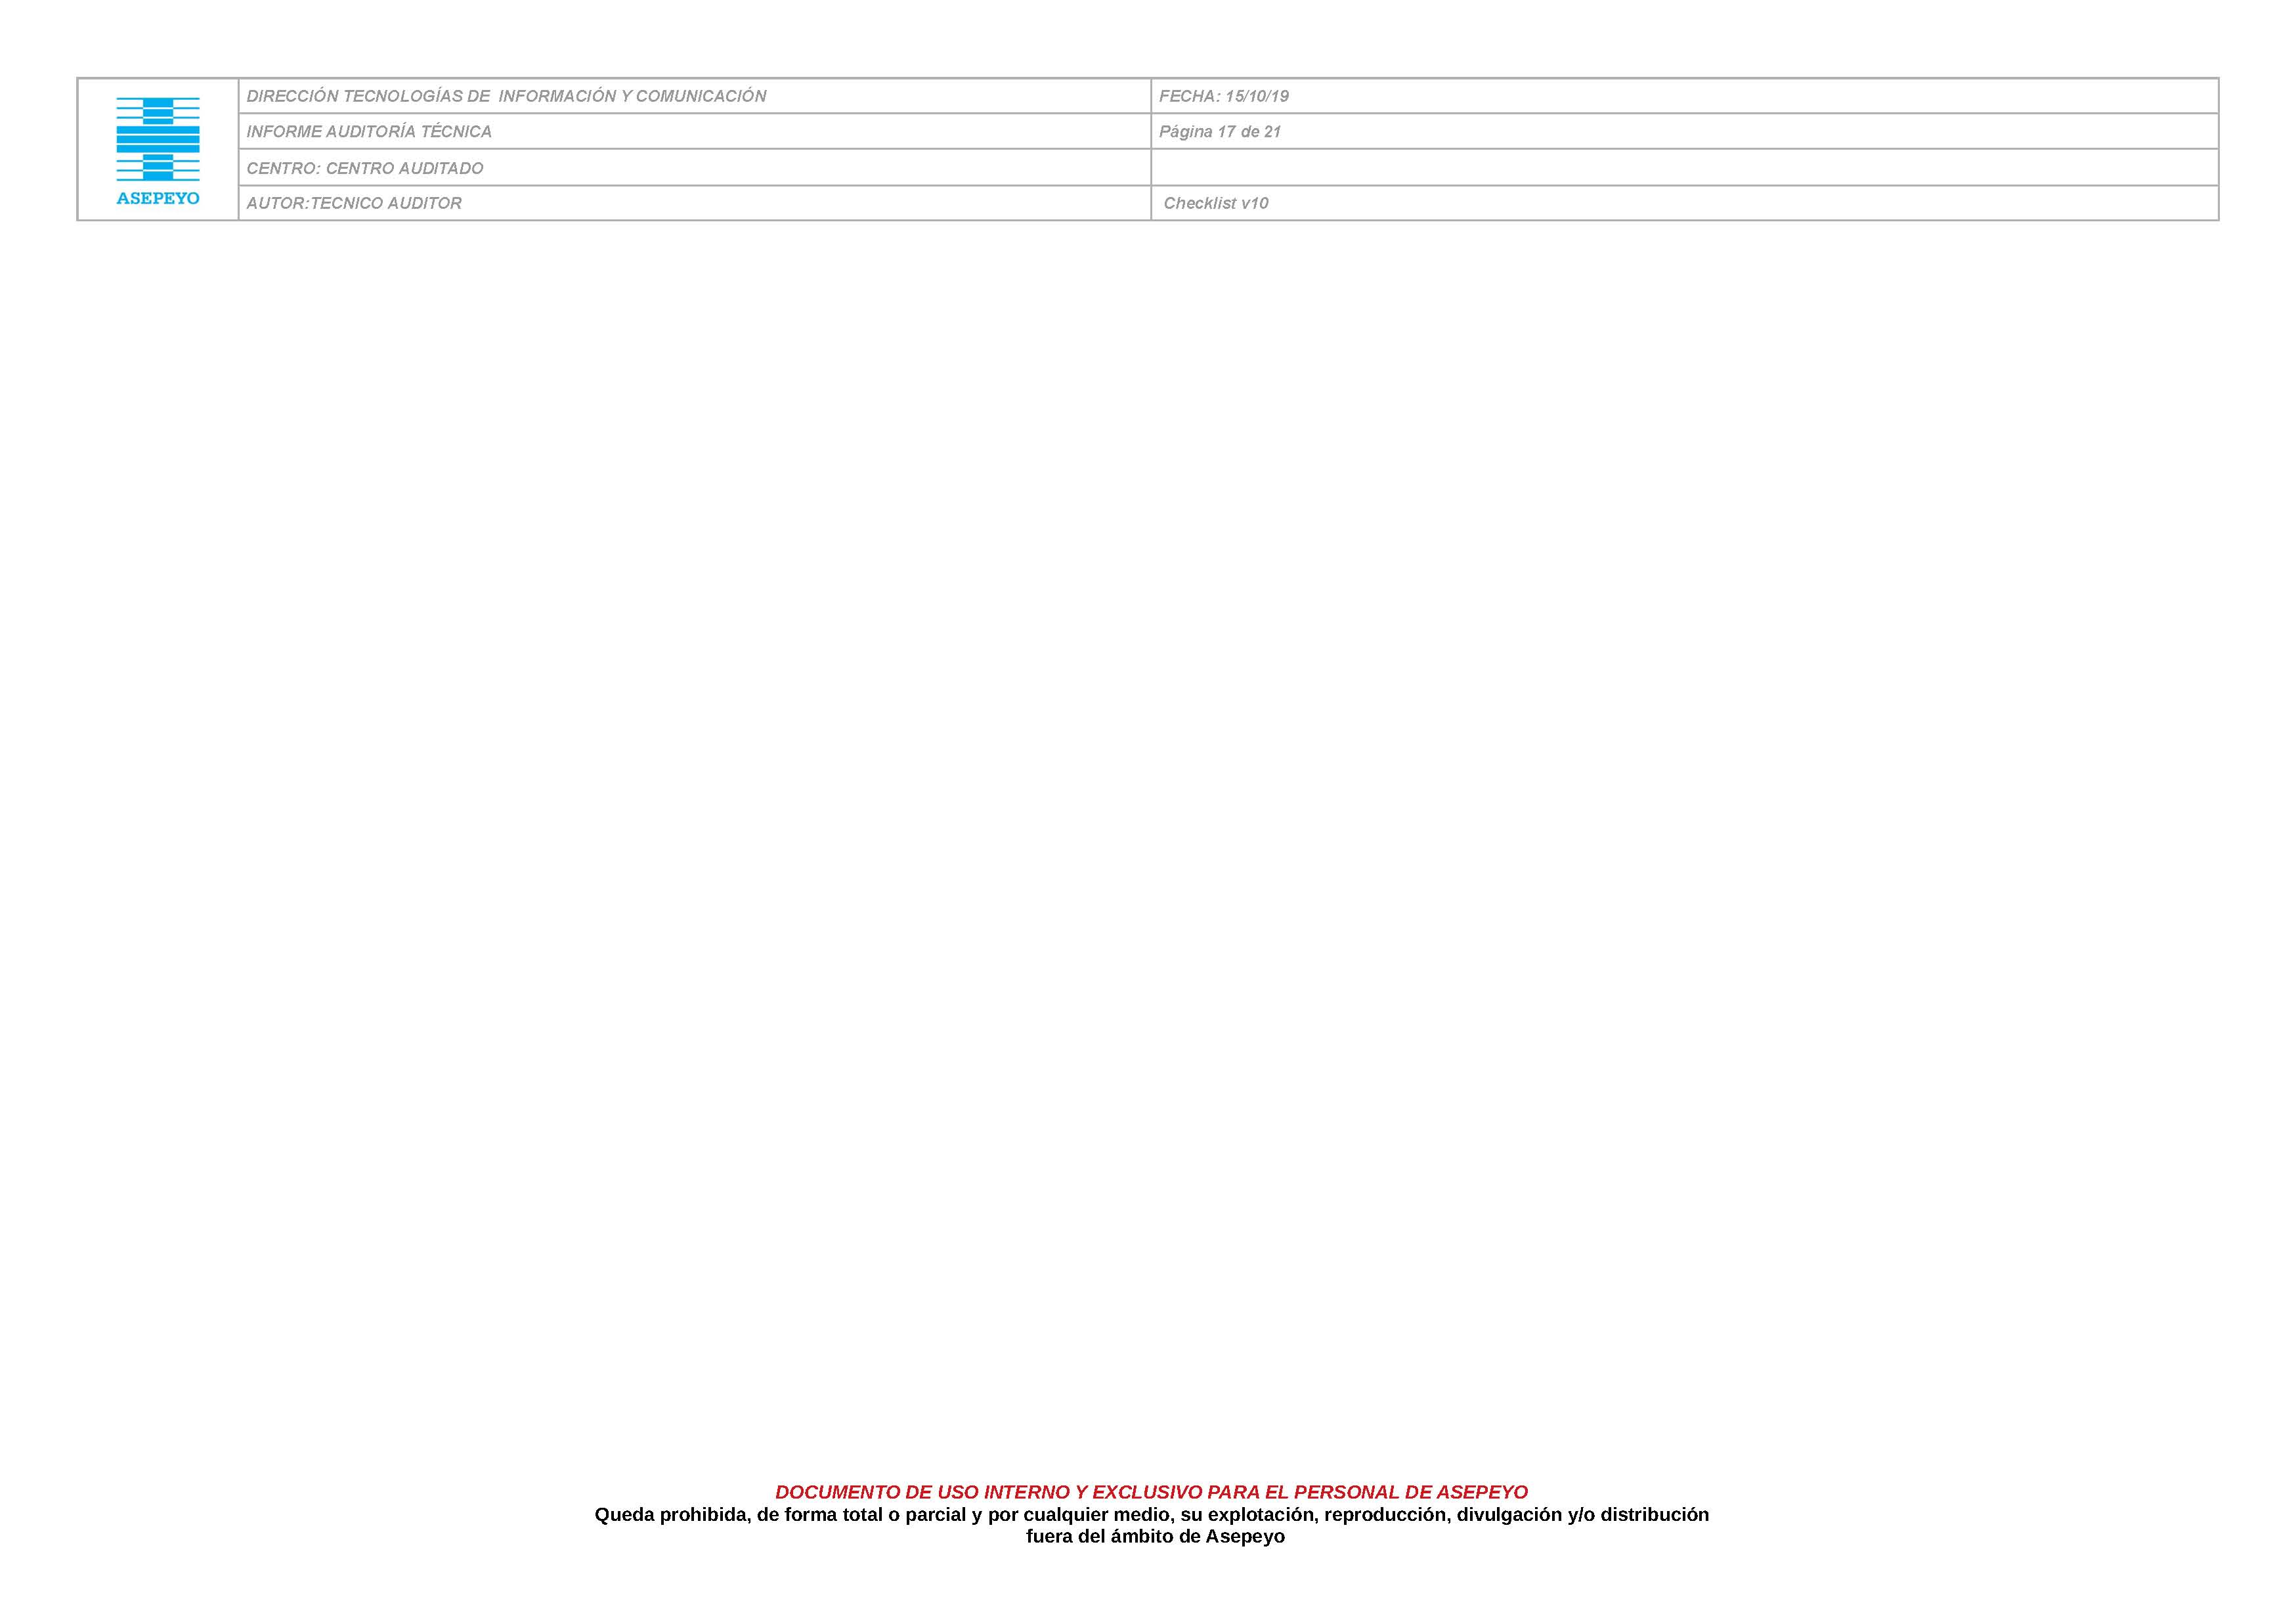 DIRECCIÓN TECNOLOGÍAS DE INFORMACIÓN Y COMUNICACIÓN
FECHA: 15/10/19
INFORME AUDITORÍA TÉCNICA
Página 17 de 21
CENTRO: CENTRO AUDITADO
ASEPEYO
AUTOR:TECNICO AUDITOR
Checklist v10
DOCUMENTO DE USO INTERNO Y EXCLUSIVO PARA EL PERSONAL DE ASEPEYO
Queda prohibida, de forma total o parcial y por cualquier medio, su explotación, reproducción, divulgación y/o distribución
fuera del ámbito de Asepeyo